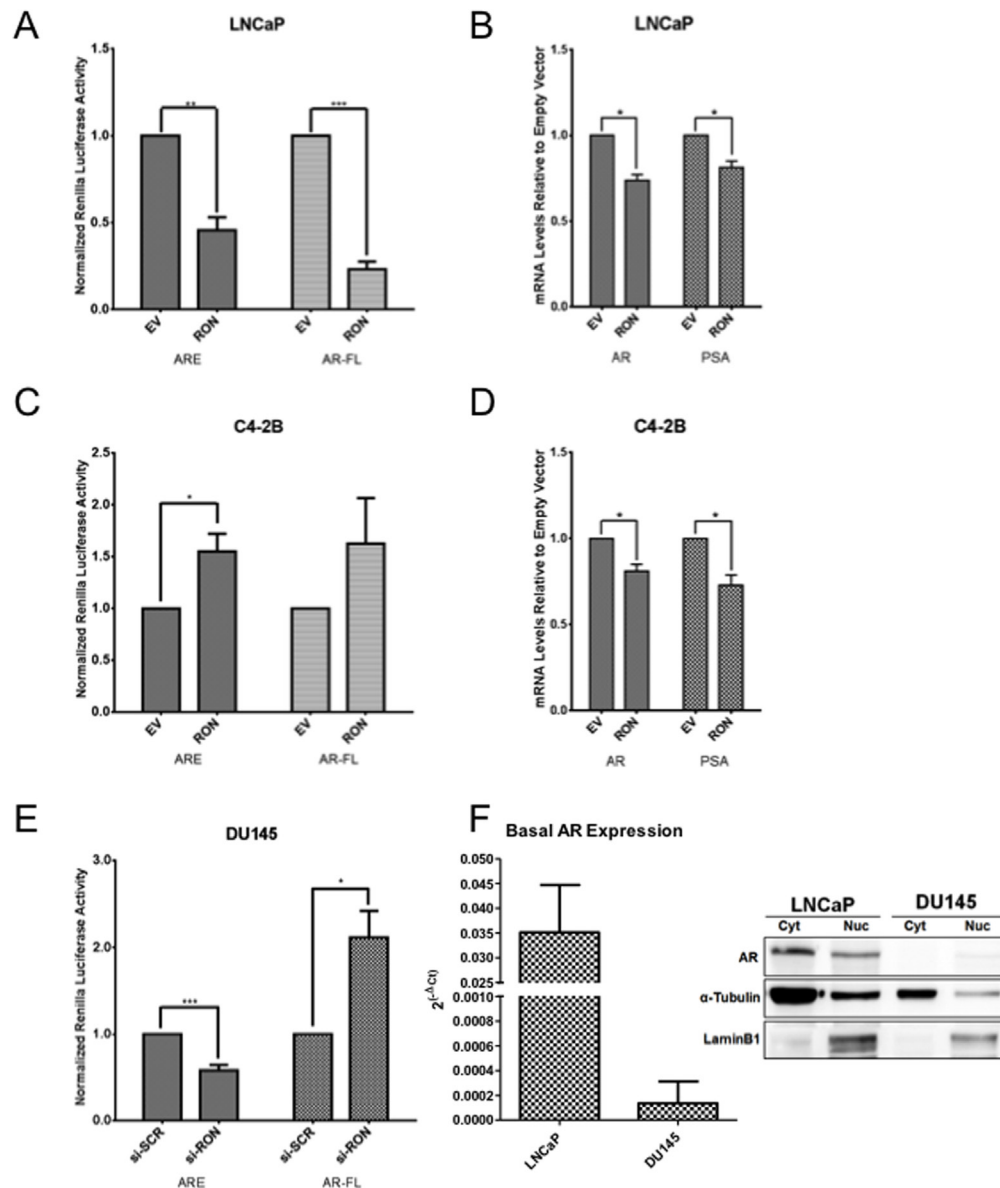 A
LNCaP
Normalized Renilla Luciferase Activity
1.5
1.0
0.5
0.0
**
***
EV
RON
EV
RON
ARE
AR-FL
B
LNCaP
mRNA Levels Relative to Empty Vector
1.5
1.0
0.5
0.0
*
*
EV
RON
EV
RON
AR
PSA
C
C4-2B
Normalized Renilla Luciferase Activity
2.5
2.0
1.5
1.0
0.5
0.0
*
EV
RON
EV
RON
ARE
AR-FL
D
C4-2B
mRNA Levels Relative to Empty Vector
1.5
1.0
0.5
0.0
*
*
EV
RON
EV
RON
AR
PSA
E
DU145
Normalized Renilla Luciferase Activity
3.0
2.0
1.0
0.0
***
*
si-SCR
si-RON
si-SCR
si-RON
ARE
AR-FL
F
Basal AR Expression
2(-ΔCt)
0.050
0.045
0.040
0.035
0.030
0.025
0.0010
0.0008
0.0006
0.0004
0.0002
0.0000
LNCaP
DU145
LNCaP DU145
Cyt Nuc Cyt Nuc
AR
α-Tubulin
LaminB1